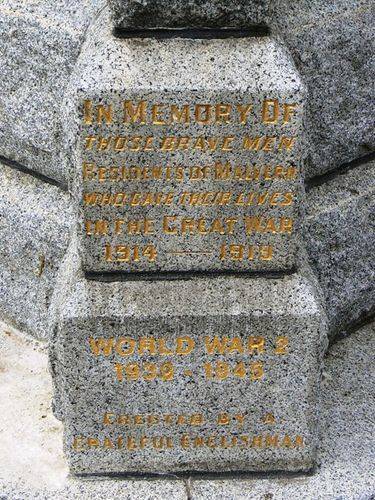 IN MEMORY OF
THOSE BRAVE MEN
RESIDENTS OF MALVERN
WHO GAVE THEIR LIVES
IN THE GREAT WAR
1914 — 1919
WORLD WAR 2
1939 - 1945
ERECTED BY A
GRATEFUL ENGLISHMAN